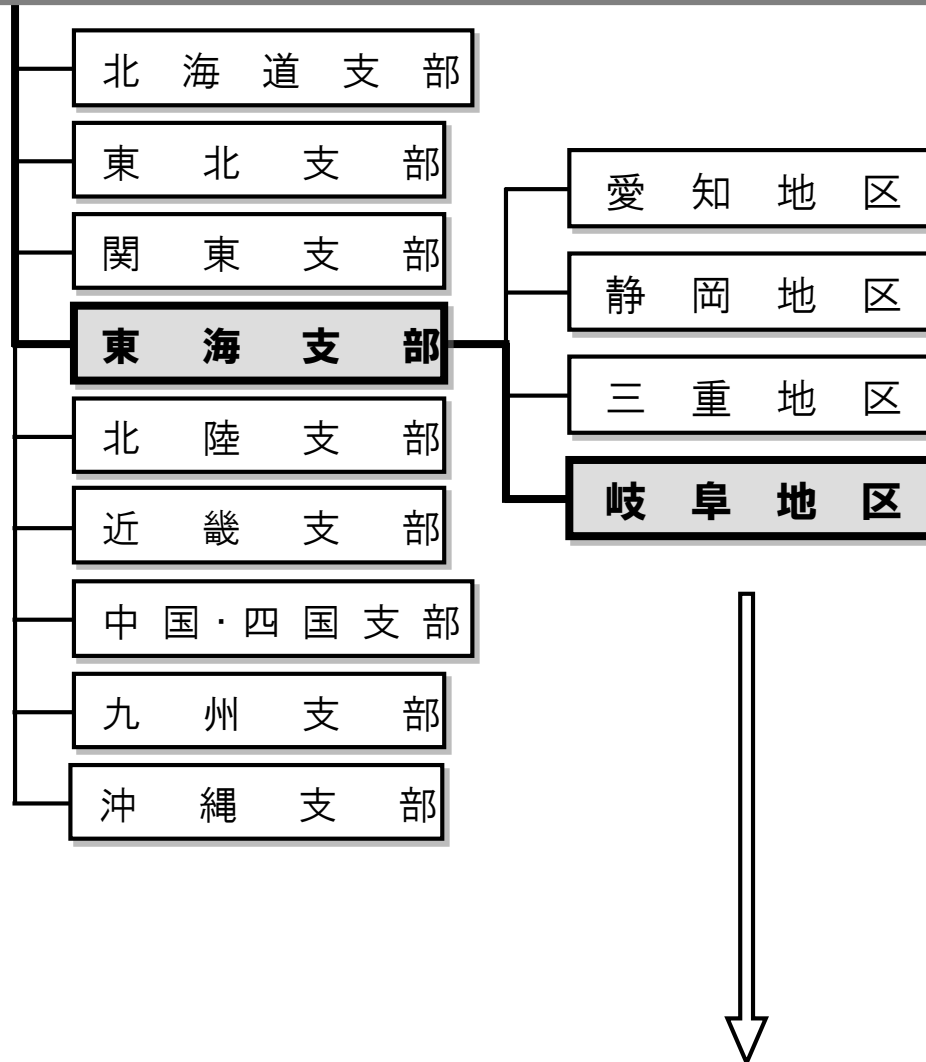 北海道支部
東北支部
関東支部
東海支部
北陸支部
近畿支部
中国・四国支部
九州支部
沖縄支部
愛知地区
静岡地区
三重地区
岐阜地区